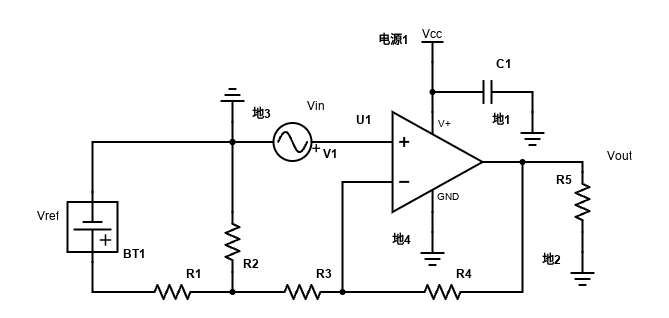 电源1
Vcc
C1
地3
Vin
U1
地1
V+
+
V1
+
−
Vout
R5
Vref
GND
+
BT1
R2
地4
地2
R1
R3
R4